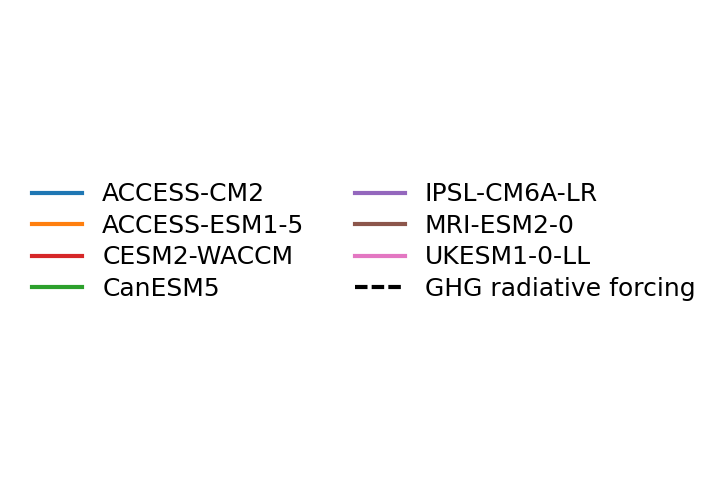 ACCESS-CM2
ACCESS-ESM1-5
CESM2-WACCM
CanESM5
IPSL-CM6A-LR
MRI-ESM2-0
UKESM1-0-LL
GHG radiative forcing